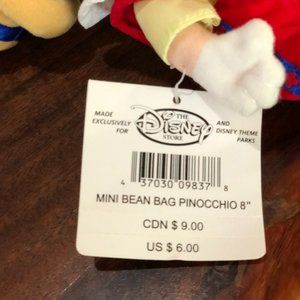 MADE
EXCLUSIVELY
FOR
THE
DISNEY
STORE
AND
DISNEY THEME
PARKS
4 37030 09837 8
MINI BEAN BAG PINOCCHIO 8"
CDN $ 9.00
US $ 6.00